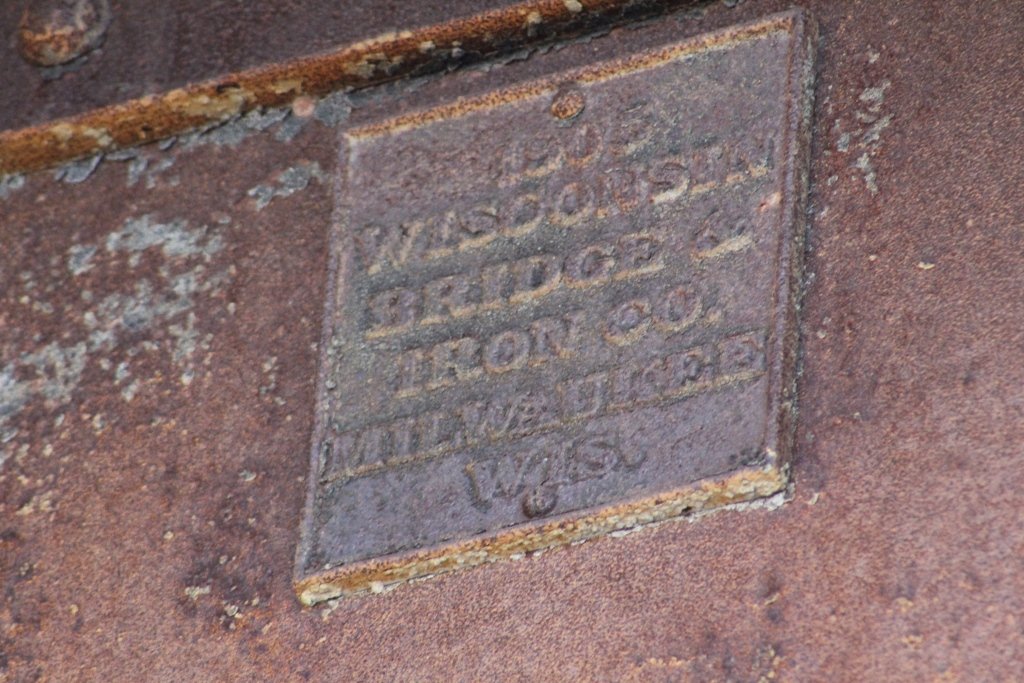 WISCONSIN
BRIDGE &
IRON CO.
MILWAUKEE
WIS.